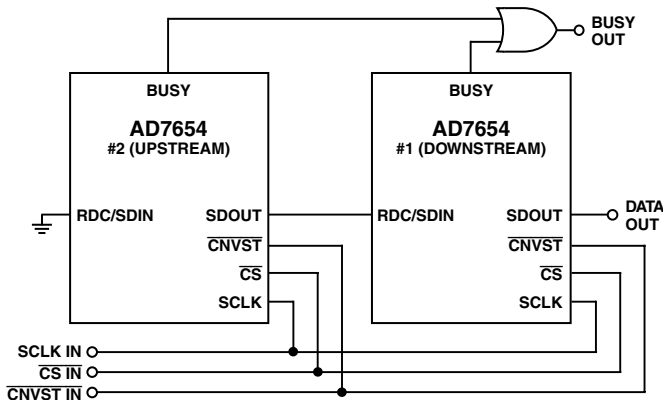 BUSY
OUT
BUSY
AD7654
#2 (UPSTREAM)
RDC/SDIN
SDOUT
CNVST
CS
SCLK
BUSY
AD7654
#1 (DOWNSTREAM)
RDC/SDIN
SDOUT
CNVST
CS
SCLK
DATA
OUT
SCLK IN
CS IN
CNVST IN